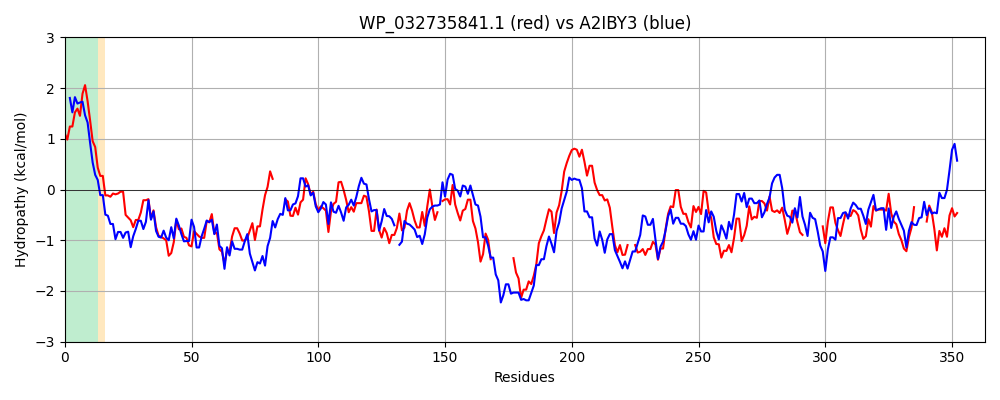 WP_032735841.1 (red) vs A2IBY3 (blue)
Hydropathy (kcal/mol)
3
2
1
0
−1
−2
−3
0 50 100 150 200 250 300 350
Residues